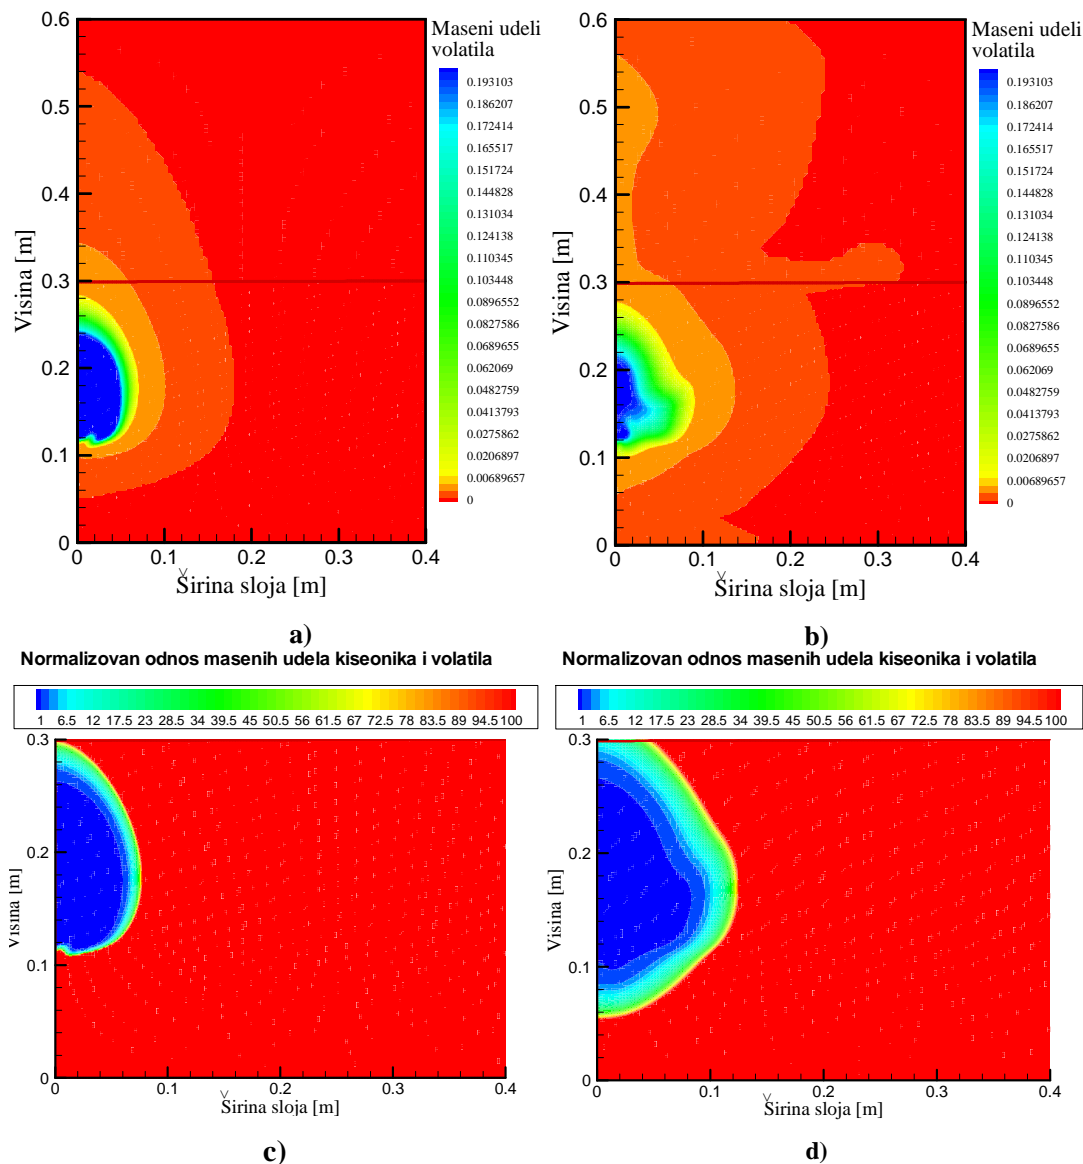 Maseni udeli
volatila
0.193103
0.186207
0.172414
0.165517
0.151724
0.144828
0.131034
0.124138
0.110345
0.103448
0.0896552
0.0827586
0.0689655
0.062069
0.0482759
0.0413793
0.0275862
0.0206897
0.00689657
0
Visina [m]
0.6
0.5
0.4
0.3
0.2
0.1
0
0 0.1 0.2 0.3 0.4
Širina sloja [m]
a)
Maseni udeli
volatila
0.193103
0.186207
0.172414
0.165517
0.151724
0.144828
0.131034
0.124138
0.110345
0.103448
0.0896552
0.0827586
0.0689655
0.062069
0.0482759
0.0413793
0.0275862
0.0206897
0.00689657
0
Visina [m]
0.6
0.5
0.4
0.3
0.2
0.1
0
0 0.1 0.2 0.3 0.4
Širina sloja [m]
b)
Normalizovan odnos masenih udela kiseonika i volatila
1 6.5 12 17.5 23 28.5 34 39.5 45 50.5 56 61.5 67 72.5 78 83.5 89 94.5 100
Visina [m]
0.3
0.2
0.1
0
0 0.1 0.2 0.3 0.4
Širina sloja [m]
c)
Normalizovan odnos masenih udela kiseonika i volatila
1 6.5 12 17.5 23 28.5 34 39.5 45 50.5 56 61.5 67 72.5 78 83.5 89 94.5 100
Visina [m]
0.3
0.2
0.1
0
0 0.1 0.2 0.3 0.4
Širina sloja [m]
d)